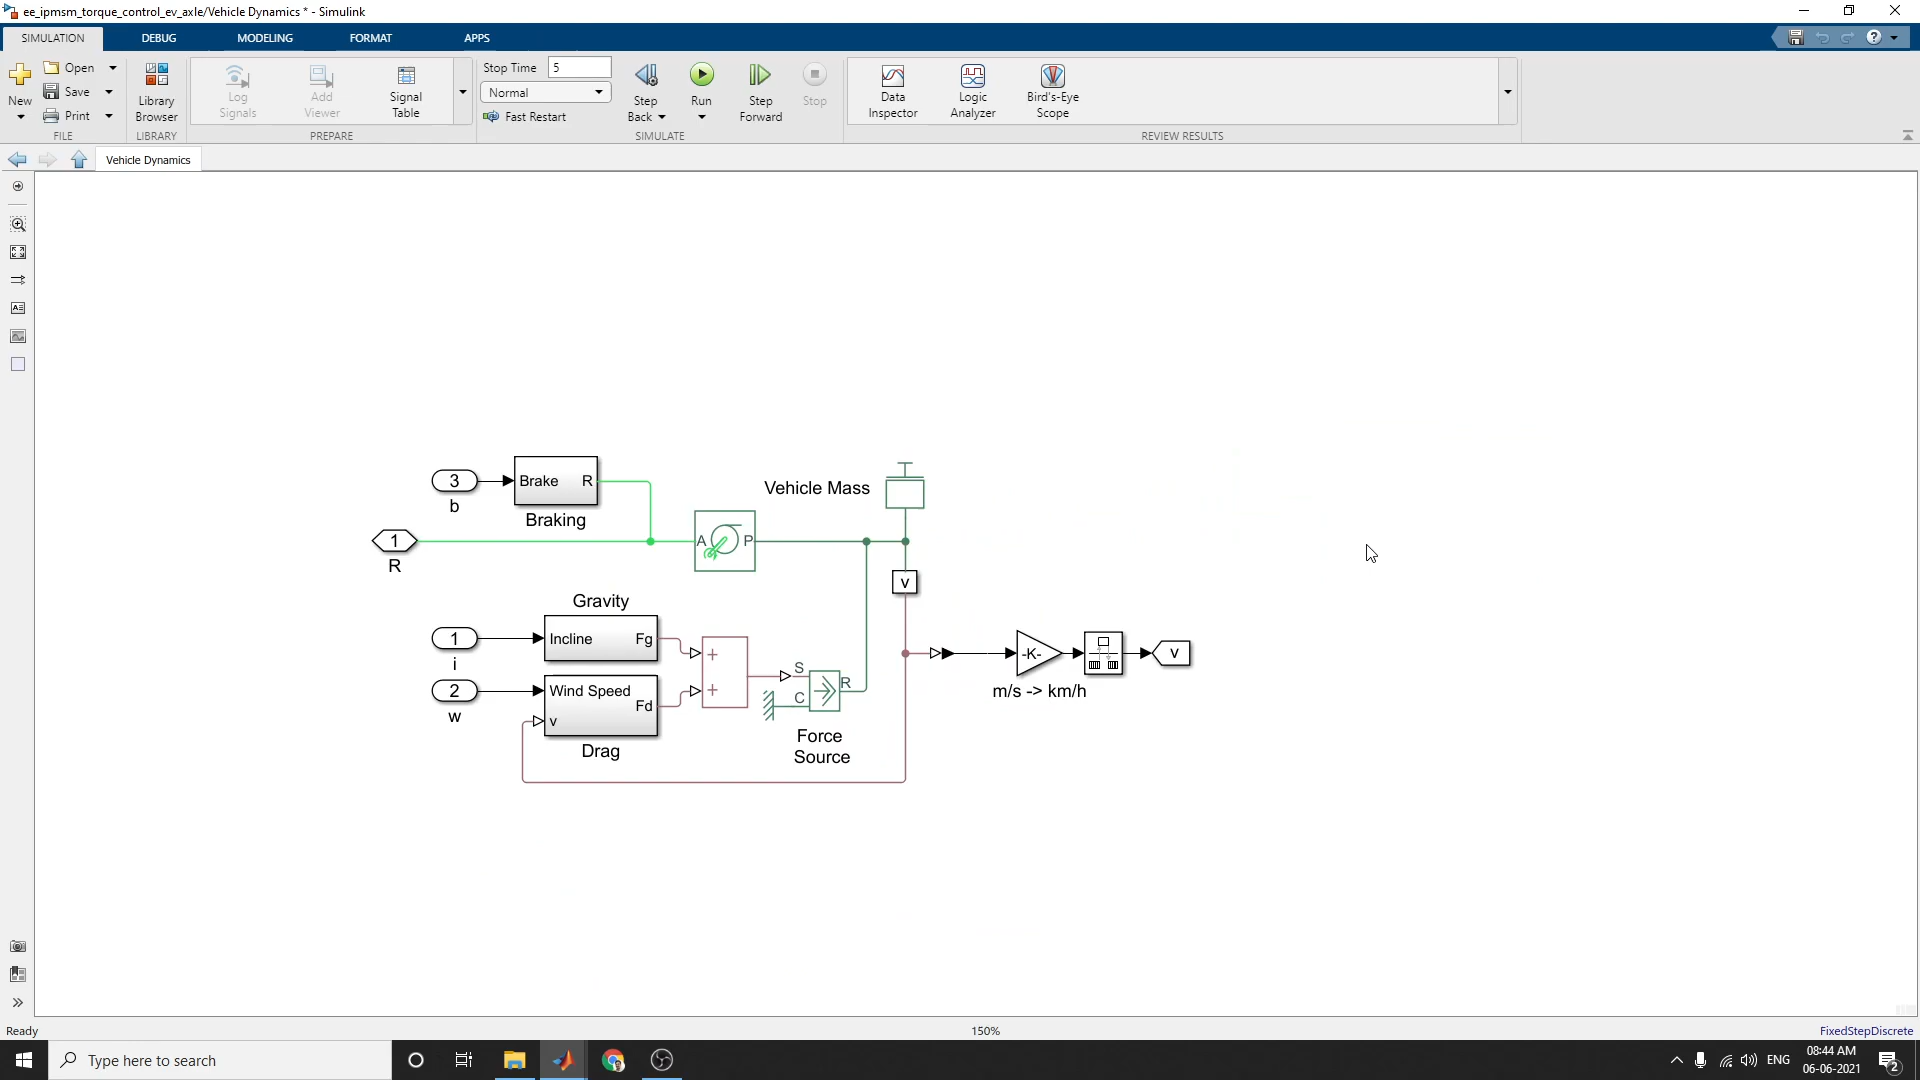 ee_ipmsm_torque_control_ev_axle/Vehicle Dynamics * - Simulink
SIMULATION
DEBUG
MODELING
FORMAT
APPS
New
Open
Save
Print
FILE
Library
Browser
LIBRARY
Log
Signals
Add
Viewer
Signal
Table
PREPARE
Stop Time
5
Normal
Fast Restart
Step
Back
Run
Step
Forward
Stop
SIMULATE
Data
Inspector
Logic
Analyzer
Bird's-Eye
Scope
REVIEW RESULTS
Vehicle Dynamics
3
b
Brake
R
Braking
Vehicle Mass
1
R
A
P
v
Gravity
1
i
Incline
Fg
2
w
Wind Speed
v
Fd
Drag
+
+
S
C
R
Force
Source
-K-
m/s -> km/h
v
Ready
150%
FixedStepDiscrete
Type here to search
ENG
08:44 AM
06-06-2021
2